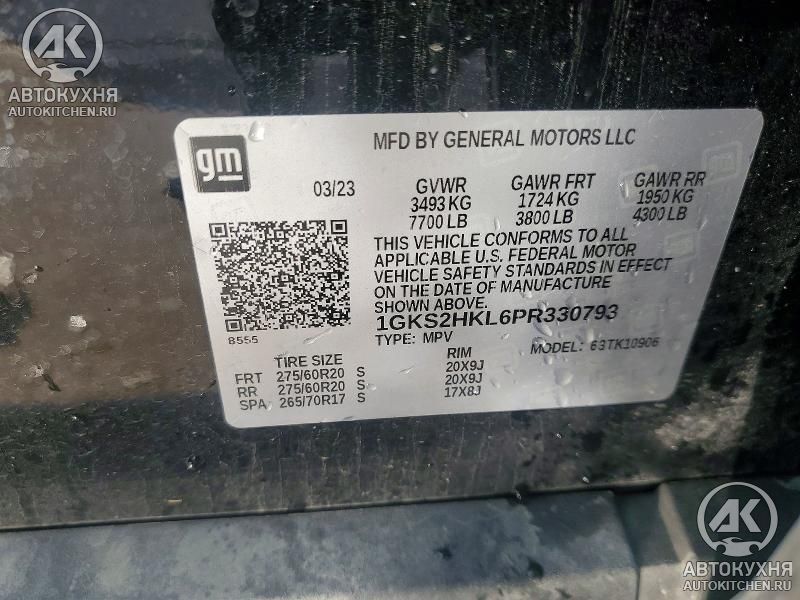 AK
АВТОКУХНЯ
AUTOKITCHEN.RU
gm
MFD BY GENERAL MOTORS LLC
03/23
GVWR
3493 KG
7700 LB
GAWR FRT
1724 KG
3800 LB
GAWR RR
1950 KG
4300 LB
THIS VEHICLE CONFORMS TO ALL
APPLICABLE U.S. FEDERAL MOTOR
VEHICLE SAFETY STANDARDS IN EFFECT
ON THE DATE OF MANUFACTURE
SHOWN ABOVE.
1GKS2HKL6PR330793
TYPE: MPV
MODEL: 63TK10906
8555
TIRE SIZE
RIM
FRT 275/60R20 S 20X9J
RR 275/60R20 S 20X9J
SPA 265/70R17 S 17X8J
AK
АВТОКУХНЯ
AUTOKITCHEN.RU